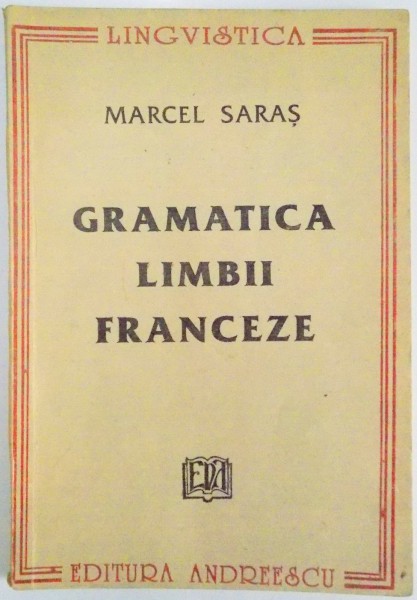 LINGVISTICA
MARCEL SARAȘ
GRAMATICA
LIMBII
FRANCEZE
EDA
EDITURA ANDREESCU